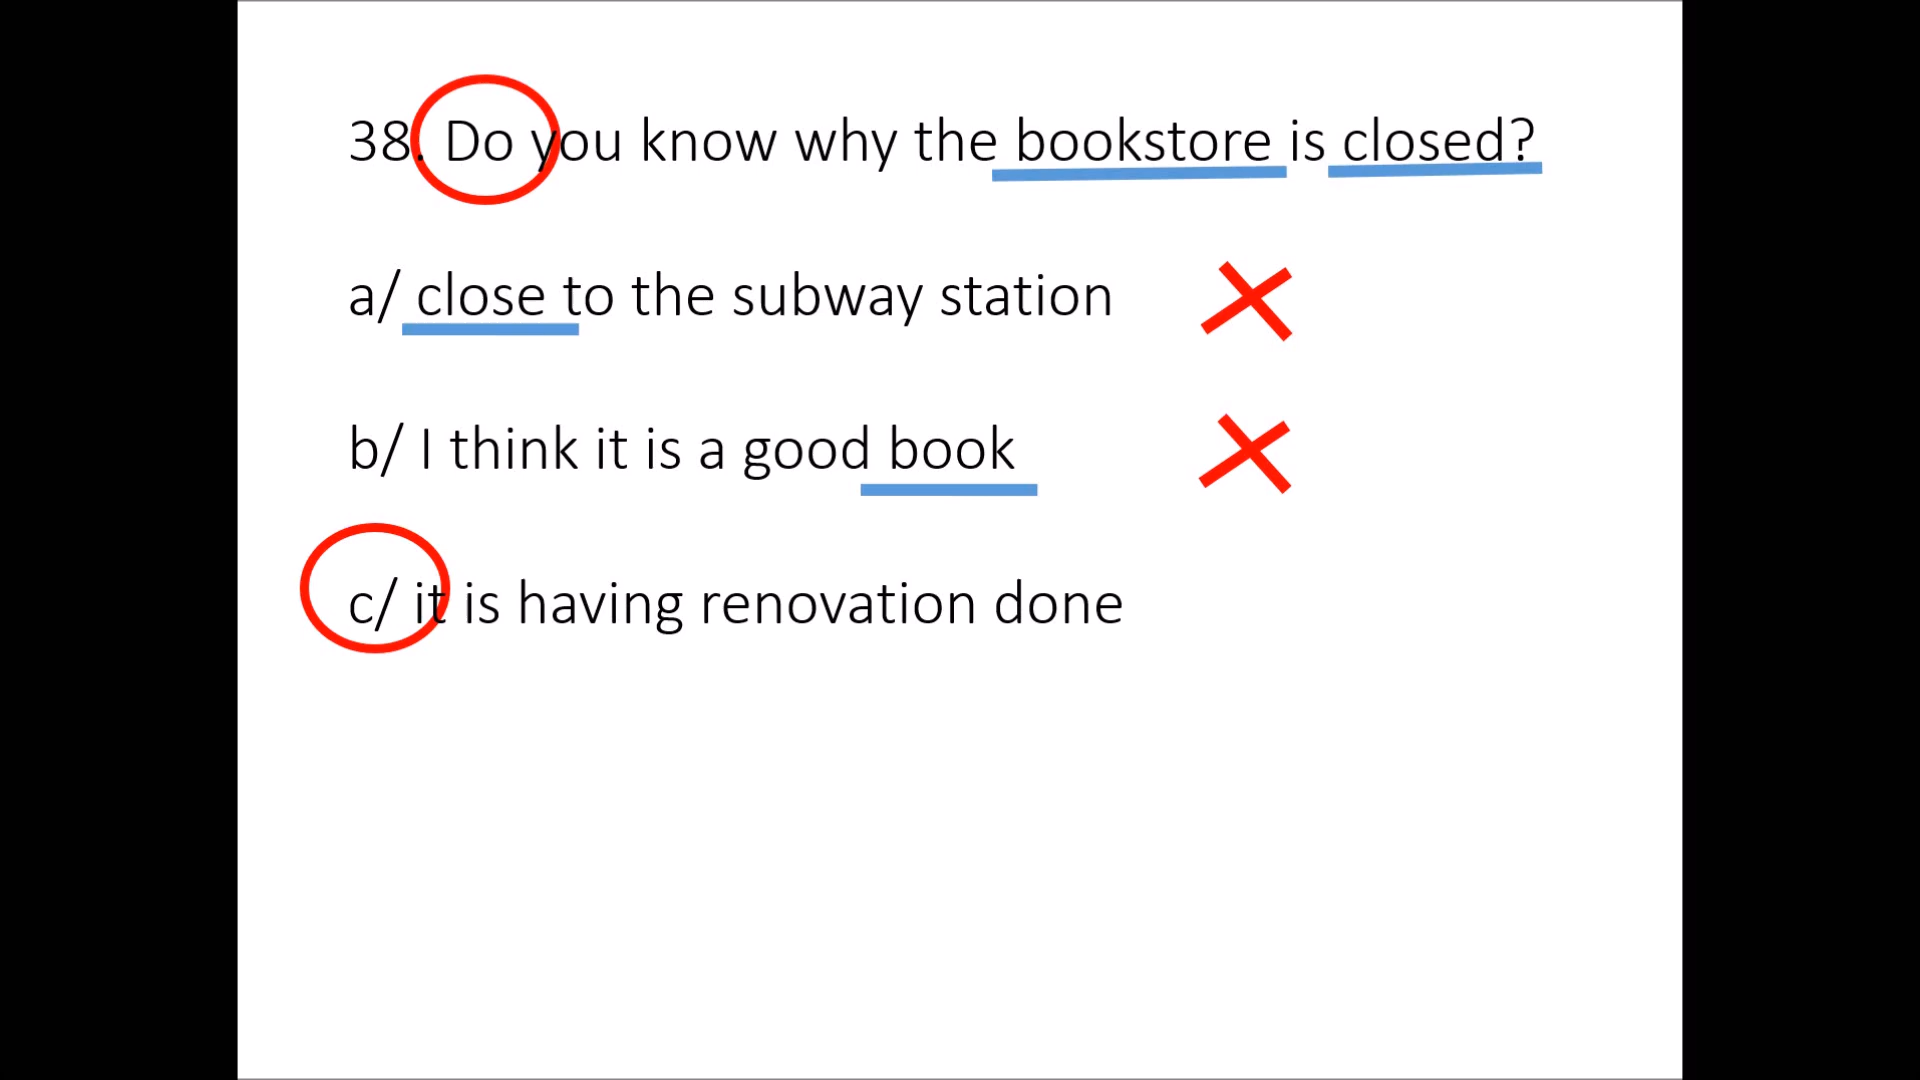 38. Do you know why the bookstore is closed?
a/ close to the subway station
b/ I think it is a good book
c/ it is having renovation done